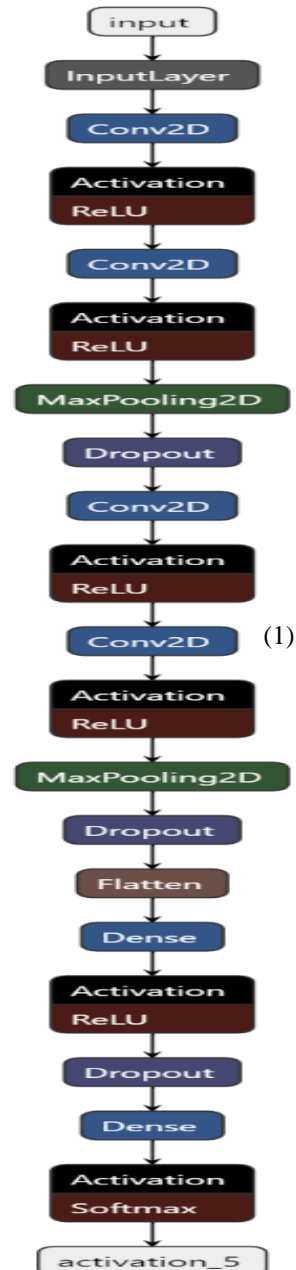 input
InputLayer
Conv2D
Activation
ReLU
Conv2D
Activation
ReLU
MaxPooling2D
Dropout
Conv2D
Activation
ReLU
Conv2D (1)
Activation
ReLU
MaxPooling2D
Dropout
Flatten
Dense
Activation
ReLU
Dropout
Dense
Activation
Softmax
activation_5